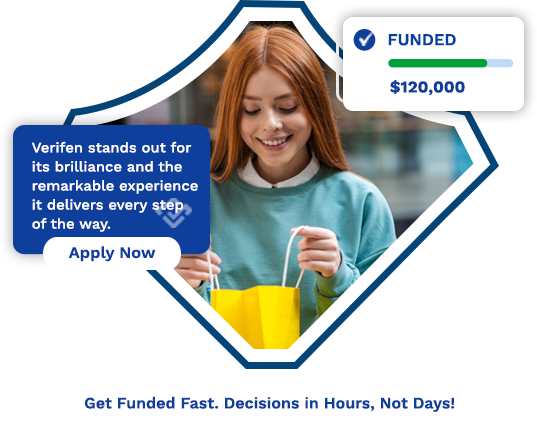 FUNDED
$120,000
Verifen stands out for
its brilliance and the
remarkable experience
it delivers every step
of the way.
Apply Now
Get Funded Fast. Decisions in Hours, Not Days!